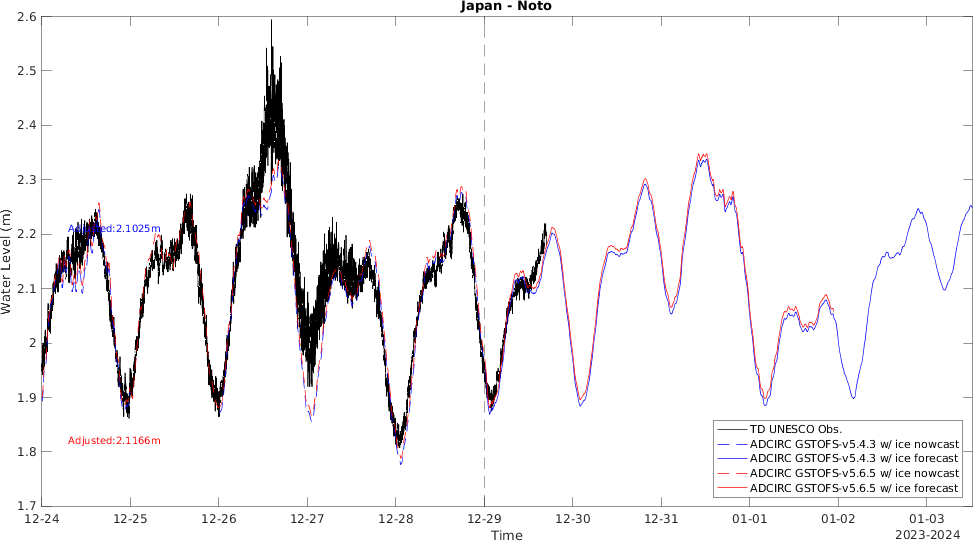 Japan - Noto
2.6
2.5
2.4
2.3
2.2
2.1
2
1.9
1.8
1.7
Water Level (m)
Adjusted:2.1025m
Adjusted:2.1166m
TD UNESCO Obs.
ADCIRC GSTOFS-v5.4.3 w/ ice nowcast
ADCIRC GSTOFS-v5.4.3 w/ ice forecast
ADCIRC GSTOFS-v5.6.5 w/ ice nowcast
ADCIRC GSTOFS-v5.6.5 w/ ice forecast
12-24 12-25 12-26 12-27 12-28 12-29 12-30 12-31 01-01 01-02 01-03
Time
2023-2024